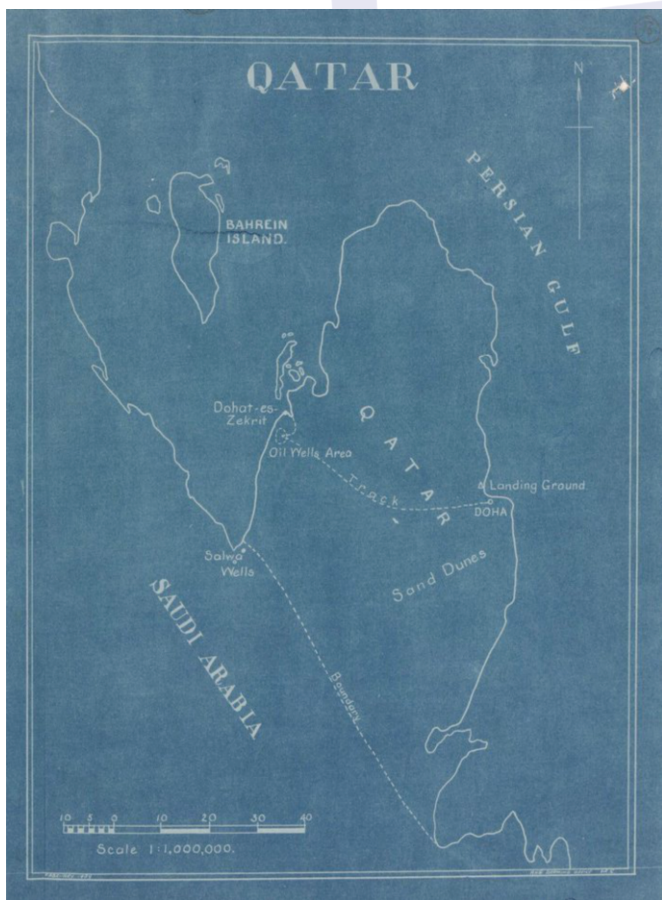 QATAR
N
PERSIAN GULF
BAHREIN
ISLAND.
Dohat-es-
Zekrit
Oil Wells Area
QATAR
Track
Landing Ground
DOHA
Salwa
Wells
Sand Dunes
SAUDI ARABIA
Boundary
10 5 0 10 20 30 40
Scale 1:1,000,000.